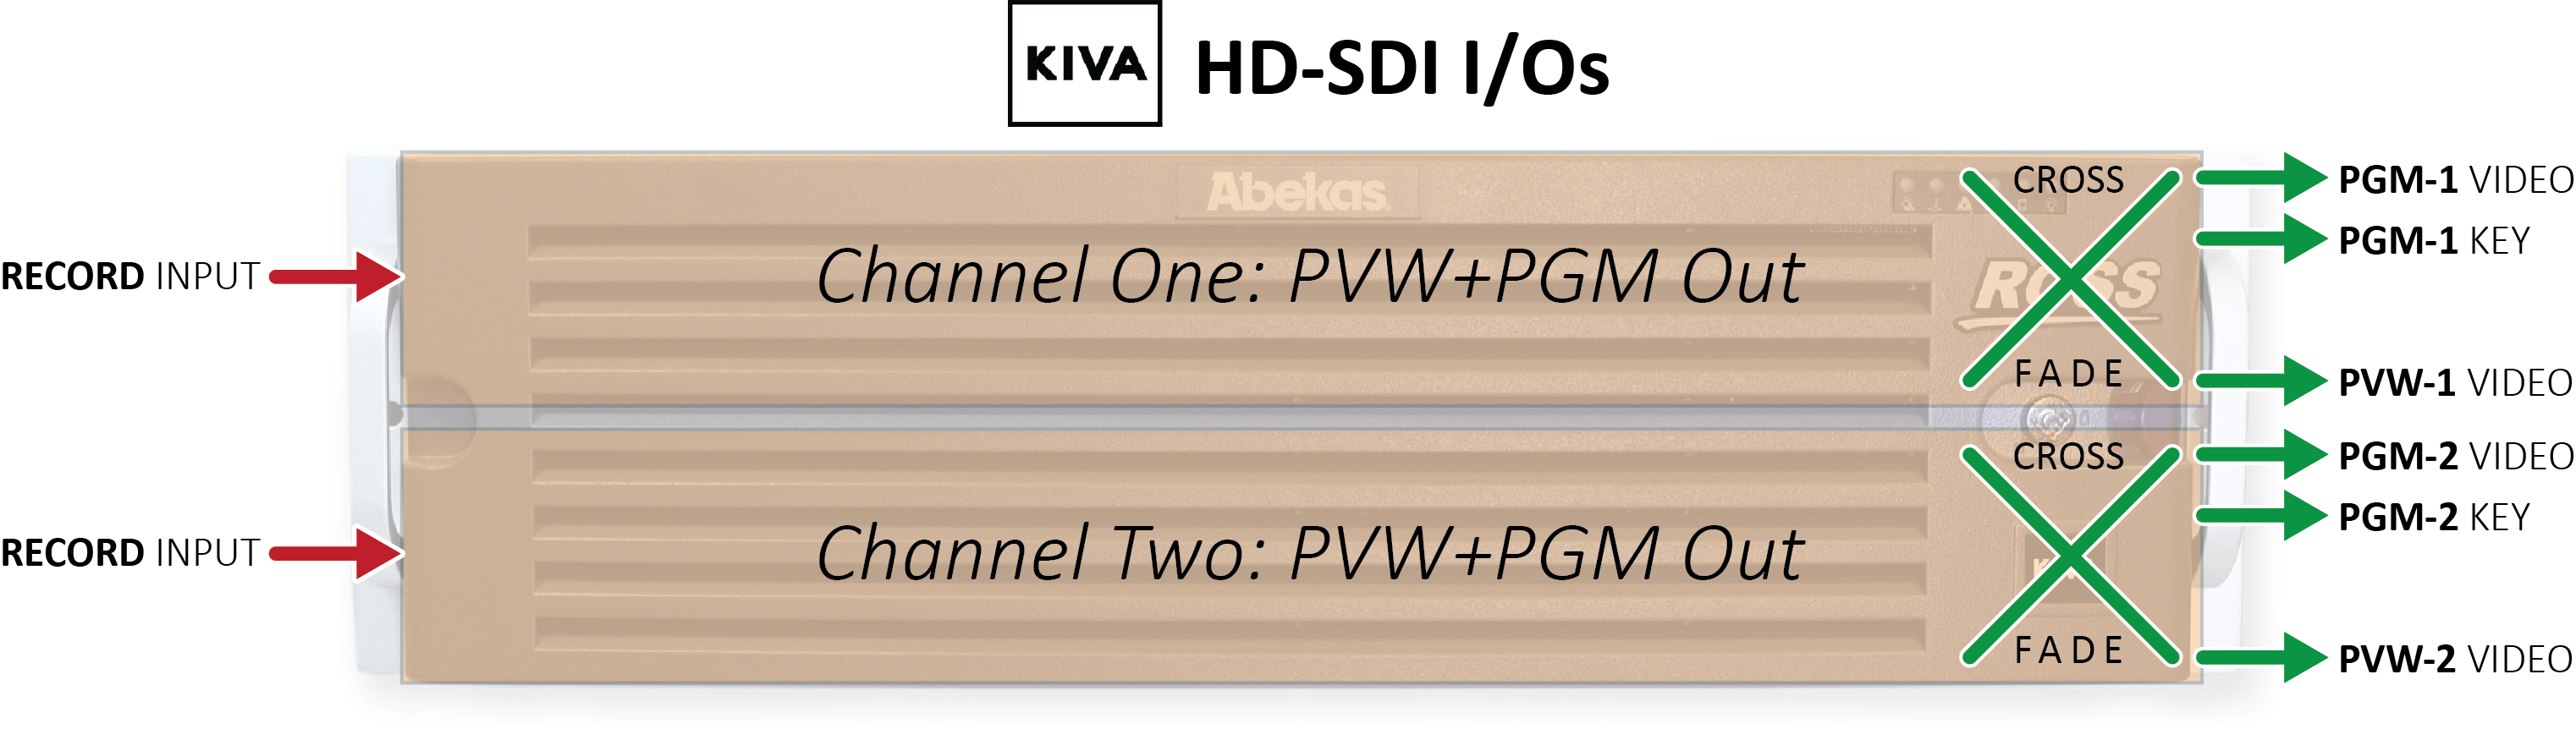 KIVA HD-SDI I/Os
Abekas
CROSS
PGM-1 VIDEO
PGM-1 KEY
RECORD INPUT
Channel One: PVW+PGM Out
ROSS
FADE
PVW-1 VIDEO
CROSS
PGM-2 VIDEO
PGM-2 KEY
RECORD INPUT
Channel Two: PVW+PGM Out
FADE
PVW-2 VIDEO